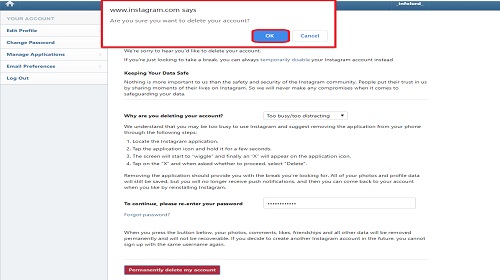 _infolord_
www.instagram.com says
Are you sure you want to delete your account?
OK
Cancel
YOUR ACCOUNT
Edit Profile
Change Password
Manage Applications
Email Preferences
Log Out
We're sorry to hear you'd like to delete your account.
If you're just looking to take a break, you can always temporarily disable your Instagram account instead
Keeping Your Data Safe
Nothing is more important to us than the safety and security of the Instagram community. People put their trust in us
by sharing moments of their lives on Instagram. So we will never make any compromises when it comes to
safeguarding your data.
Why are you deleting your account?
Too busy/too distracting
We understand that you may be too busy to use Instagram and suggest removing the application from your phone
through the following steps:
1. Locate the Instagram application.
2. Tap the application icon and hold it for a few seconds.
3. The screen will start to "wiggle" and finally an "X" will appear on the application icon.
4. Tap on the "X" and when asked whether to proceed select "Delete".
Removing the application should provide you with the break you're looking for. All of your photos and profile data
will still be saved, but you will no longer receive push notifications, and then you can come back to your account
when you like by reinstalling Instagram.
To continue, please re-enter your password
Forgot password?
When you press the button below, your photos, comments, likes, friendships and all other data will be removed
permanently and will not be recoverable. If you decide to create another Instagram account in the future, you cannot
sign up with the same username again.
Permanently delete my account